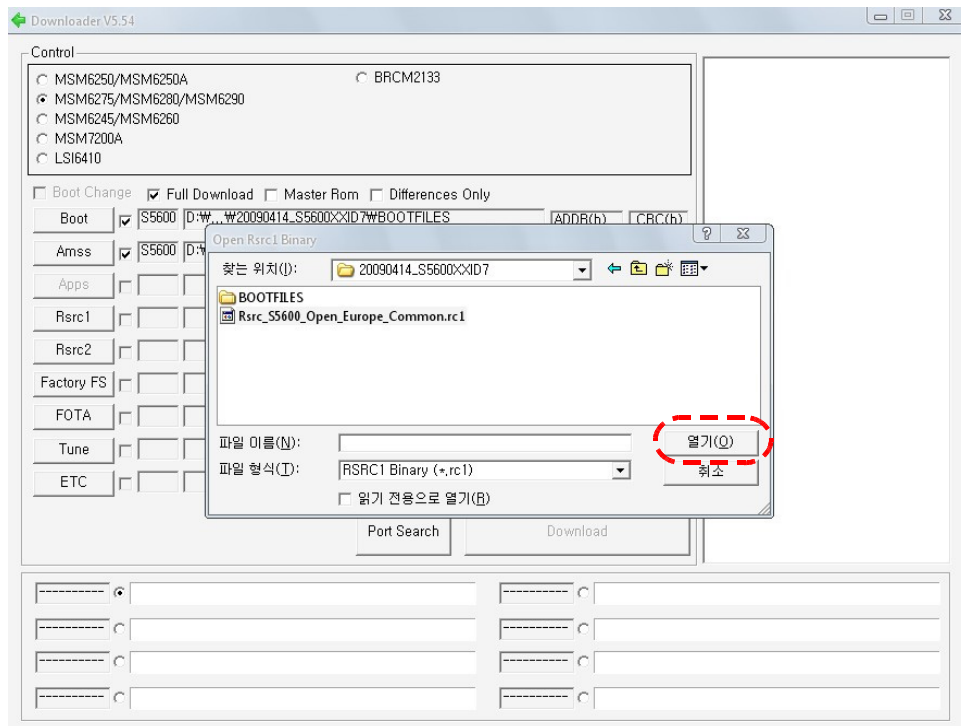 Downloader V5.54
Control
MSM6250/MSM6250A
BRCM2133
MSM6275/MSM6280/MSM6290
MSM6245/MSM6260
MSM7200A
LSI6410
Boot Change
Full Download
Master Rom
Differences Only
Boot
S5600
D:₩...₩20090414_S5600XXID7₩BOOTFILES
ADDR(h)
CRC(h)
Amss
S5600
D:₩
Apps
Rsrc1
Rsrc2
Factory FS
FOTA
Tune
ETC
Open Rsrc1 Binary
찾는 위치(I):
20090414_S5600XXID7
BOOTFILES
Rsrc_S5600_Open_Europe_Common.rc1
파일 이름(N):
열기(O)
파일 형식(T):
RSRC1 Binary (*.rc1)
취소
읽기 전용으로 열기(R)
Port Search
Download
----------
----------
----------
----------
----------
----------
----------
----------